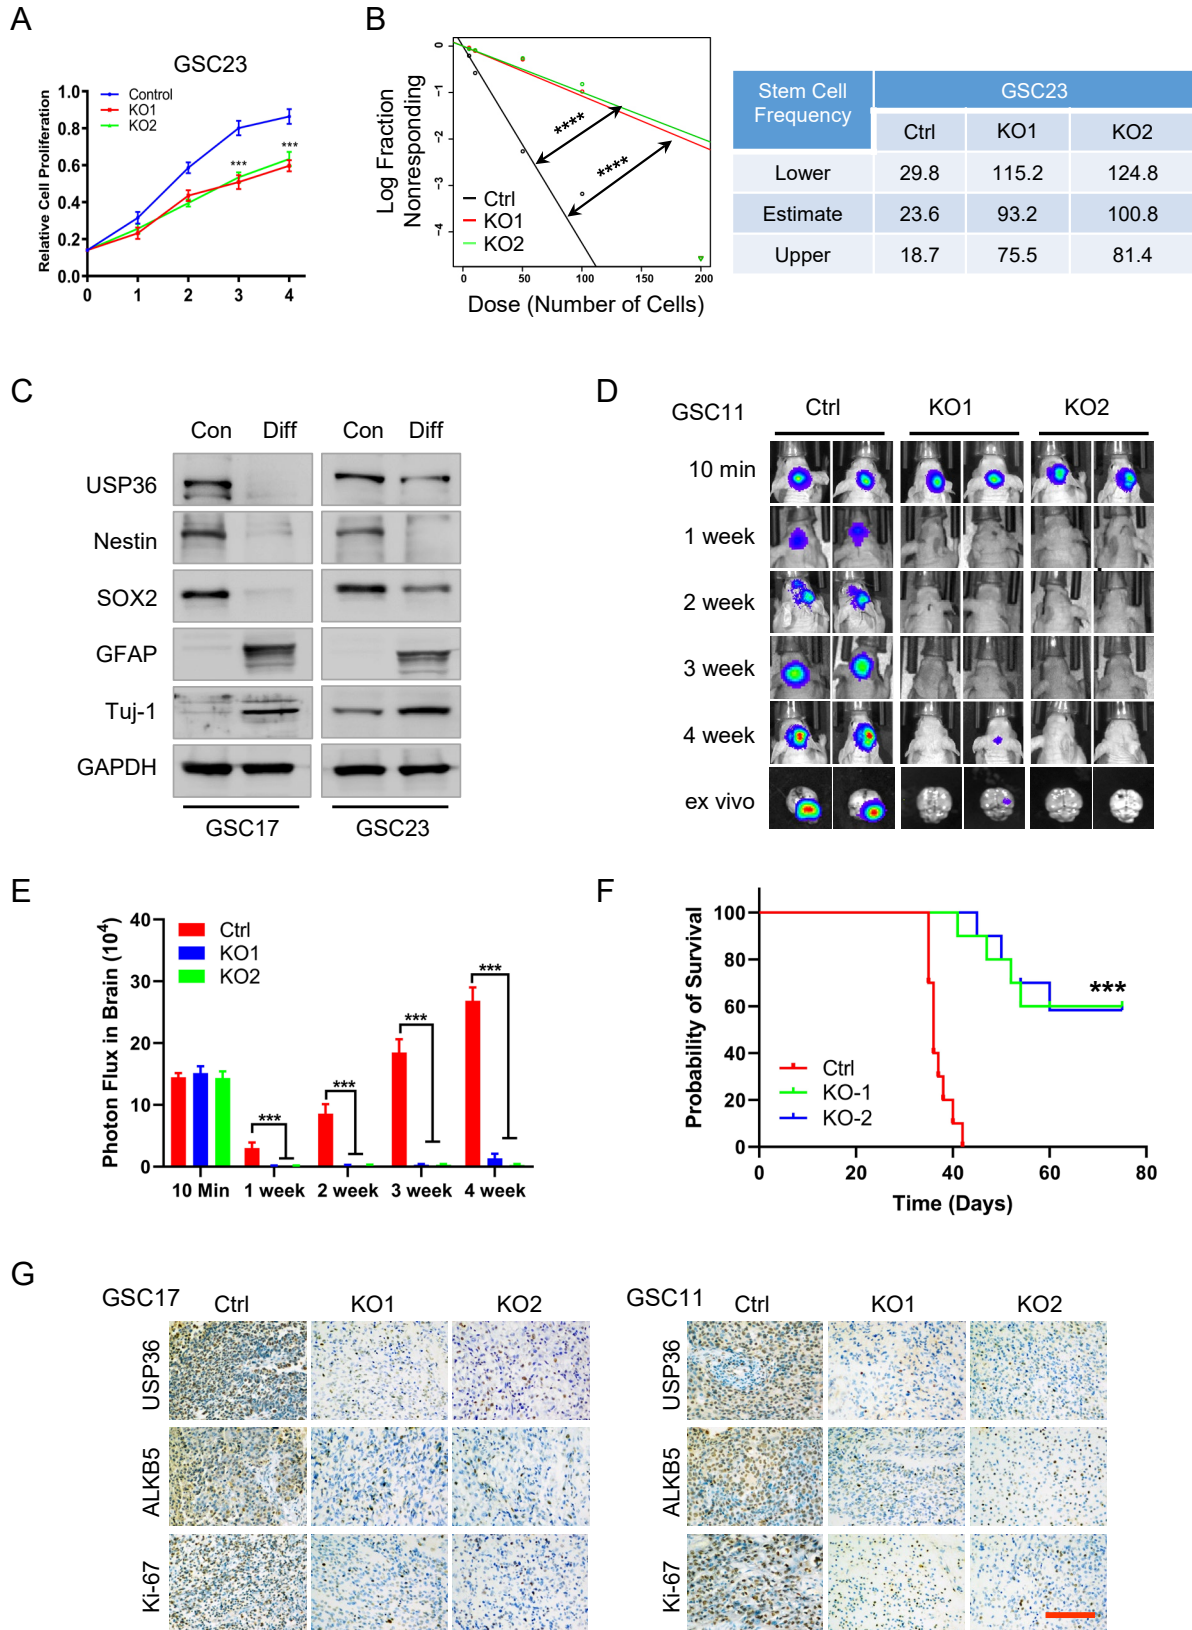 A
GSC23
Control
KO1
KO2
Relative Cell Proliferation
1.0
0.8
0.6
0.4
0.2
0.0
***
***
0 1 2 3 4
B
Log Fraction
Nonresponding
0
-1
-2
-3
-4
****
****
Ctrl
KO1
KO2
0 50 100 150 200
Dose (Number of Cells)
Stem Cell Frequency GSC23
Ctrl KO1 KO2
Lower 29.8 115.2 124.8
Estimate 23.6 93.2 100.8
Upper 18.7 75.5 81.4
C
Con Diff Con Diff
USP36
Nestin
SOX2
GFAP
Tuj-1
GAPDH
GSC17 GSC23
D
GSC11 Ctrl KO1 KO2
10 min
1 week
2 week
3 week
4 week
ex vivo
E
Photon Flux in Brain (10⁴)
40
30
20
10
0
Ctrl
KO1
KO2
***
***
***
***
10 Min 1 week 2 week 3 week 4 week
F
Probability of Survival
100
80
60
40
20
0
***
Ctrl
KO-1
KO-2
0 20 40 60 80
Time (Days)
G
GSC17 Ctrl KO1 KO2
USP36
ALKB5
Ki-67
GSC11 Ctrl KO1 KO2
USP36
ALKB5
Ki-67